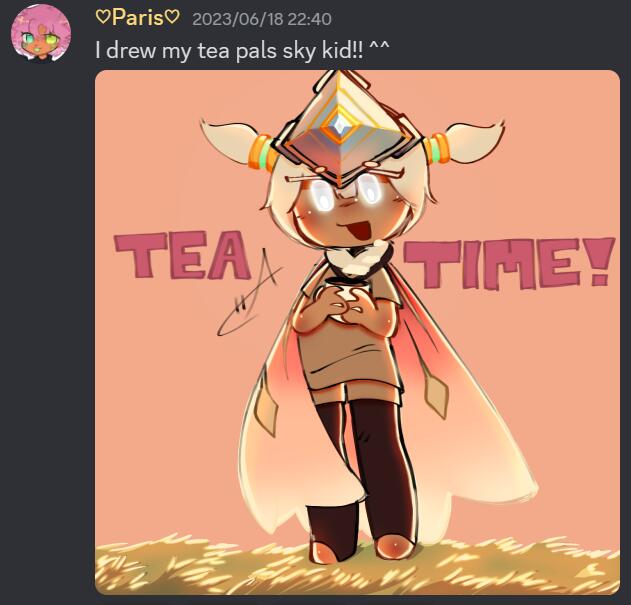 ♡Paris♡ 2023/06/18 22:40
I drew my tea pals sky kid!! ^^
TEA TIME!